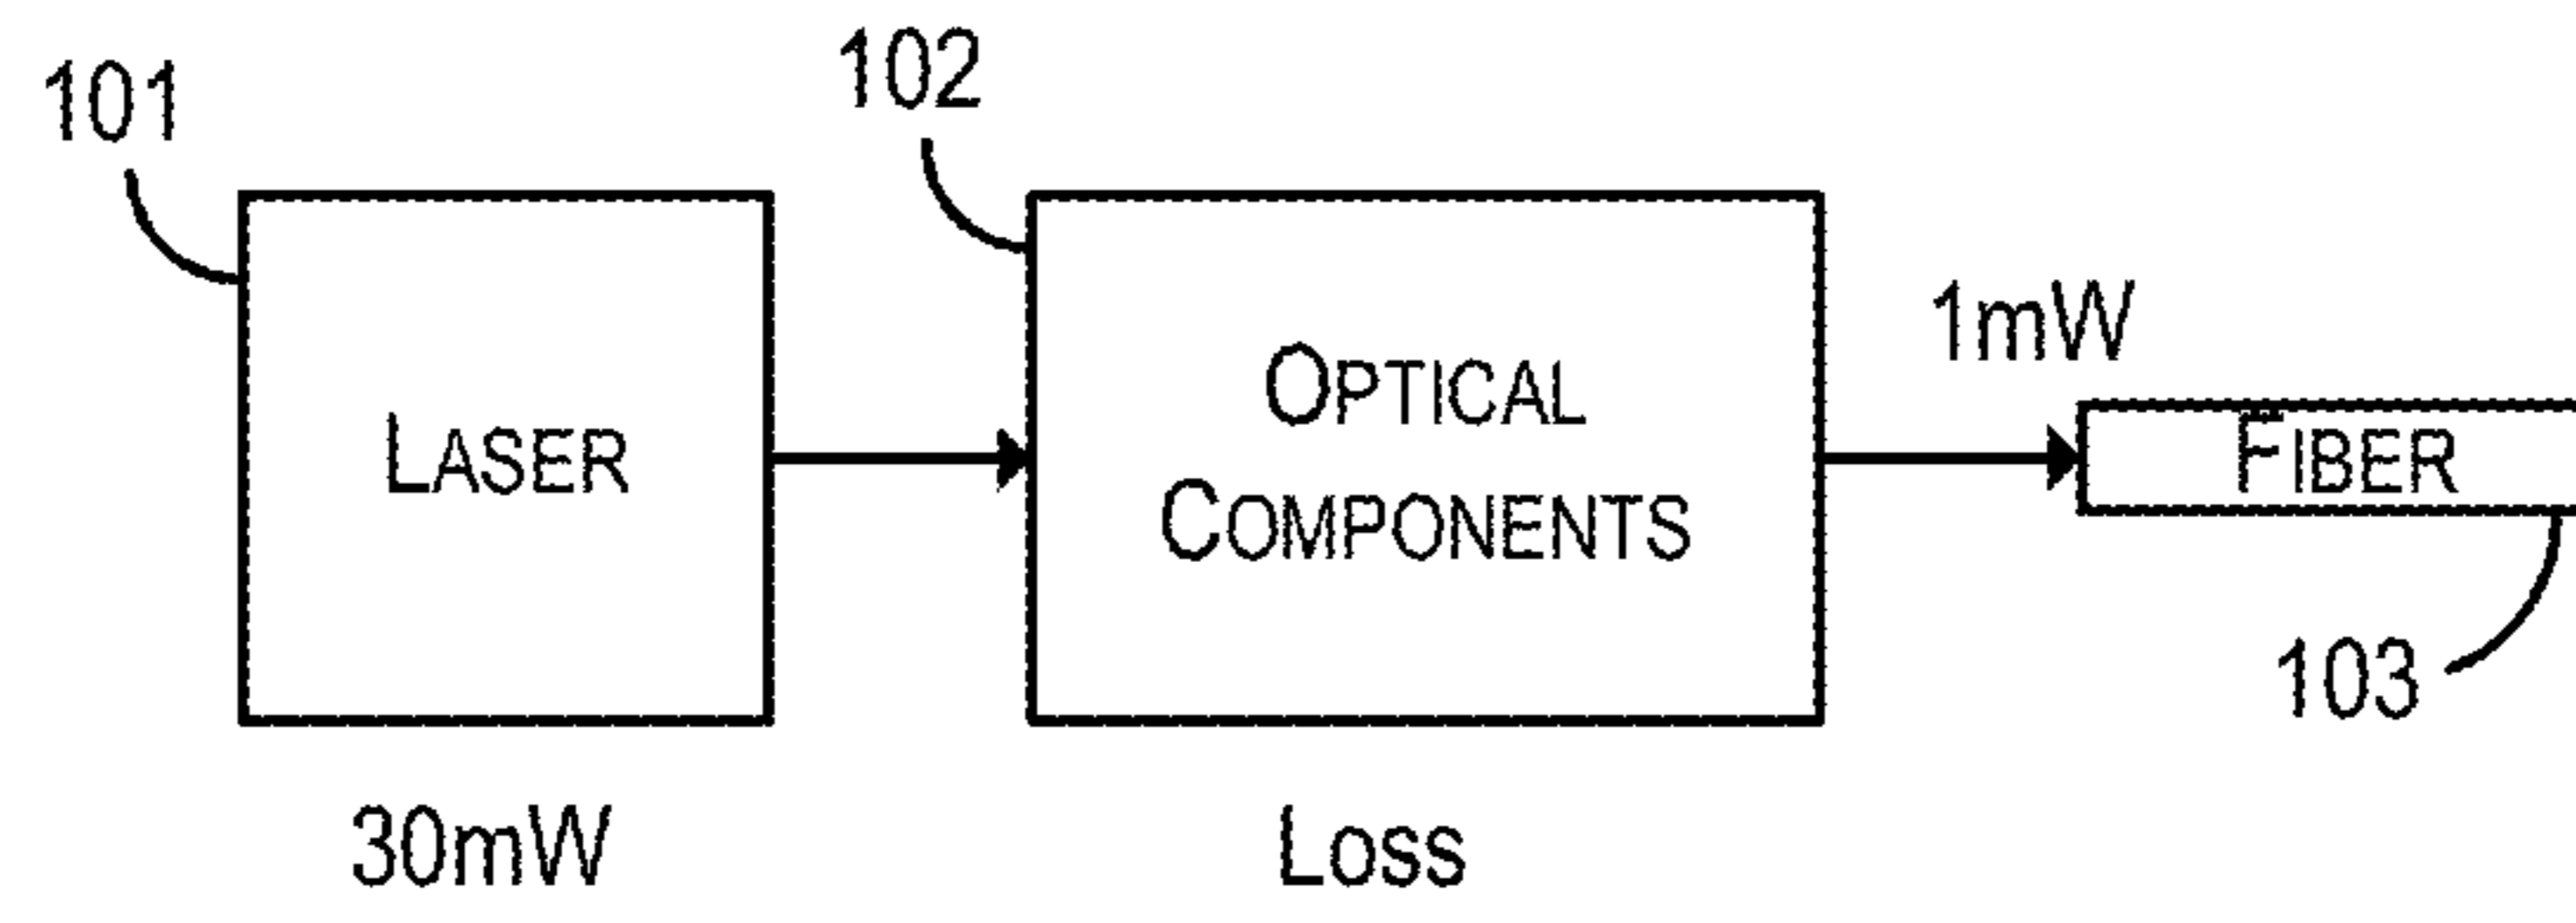 101
102
1mW
LASER
OPTICAL
COMPONENTS
FIBER
103
30mW
Loss